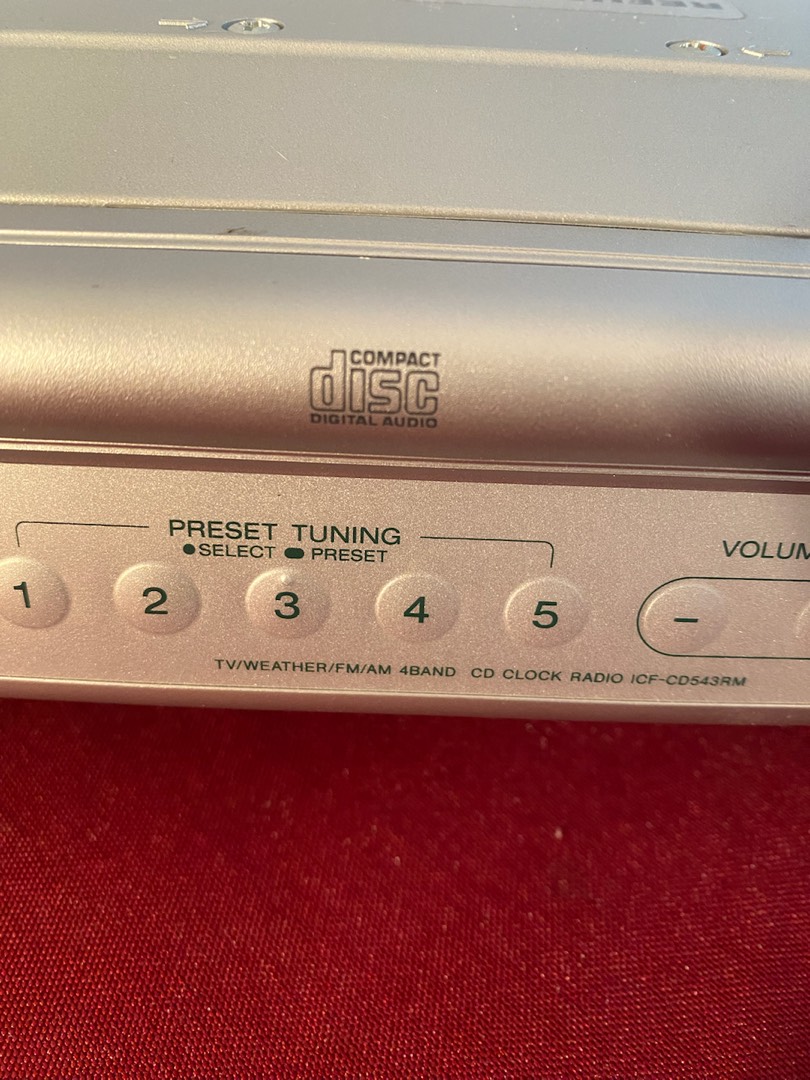 COMPACT
disc
DIGITAL AUDIO
PRESET TUNING
●SELECT ⬬ PRESET
VOLUM
1 2 3 4 5 −
TV/WEATHER/FM/AM 4BAND CD CLOCK RADIO ICF-CD543RM